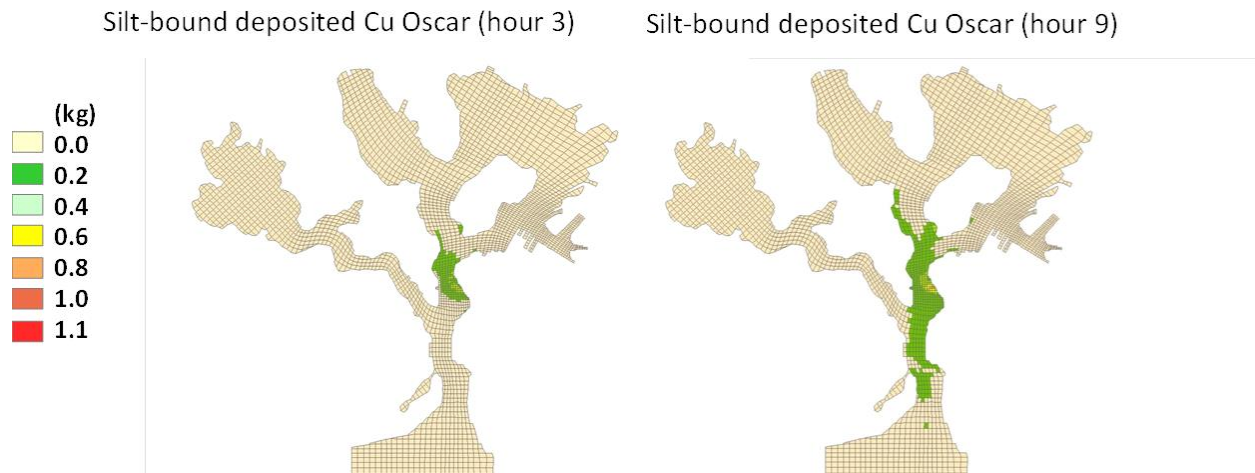 Silt-bound deposited Cu Oscar (hour 3)
Silt-bound deposited Cu Oscar (hour 9)
(kg)
0.0
0.2
0.4
0.6
0.8
1.0
1.1